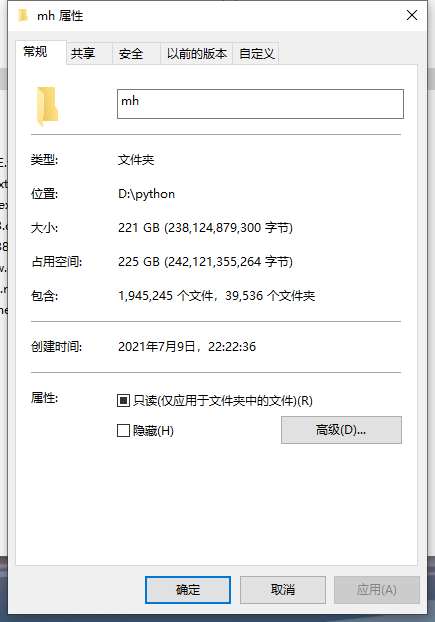 mh 属性
常规 共享 安全 以前的版本 自定义
mh
类型: 文件夹
位置: D:\python
大小: 221 GB (238,124,879,300 字节)
占用空间: 225 GB (242,121,355,264 字节)
包含: 1,945,245 个文件，39,536 个文件夹
创建时间: 2021年7月9日，22:22:36
属性: 只读(仅应用于文件夹中的文件)(R)
隐藏(H) 高级(D)...
确定 取消 应用(A)